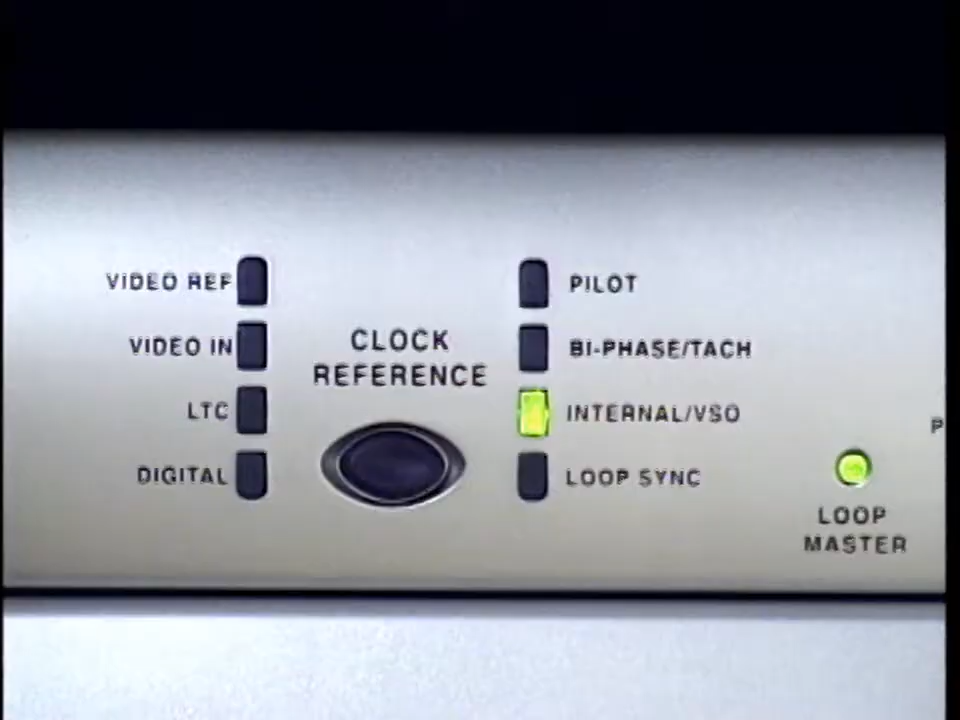 VIDEO REF
VIDEO IN
LTC
DIGITAL
CLOCK
REFERENCE
PILOT
BI-PHASE/TACH
INTERNAL/VSO
LOOP SYNC
LOOP
MASTER
P